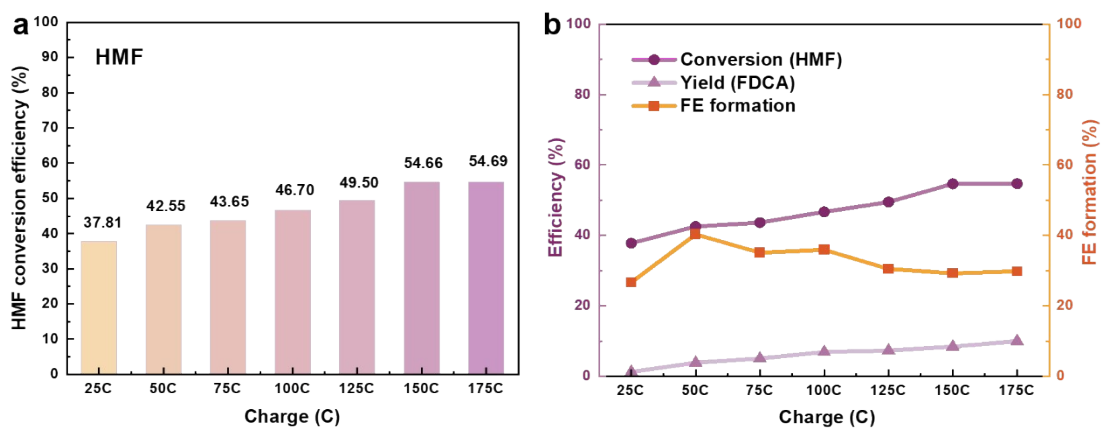 a
HMF
HMF conversion efficiency (%)
100
90
80
70
60
50
40
30
20
10
0
37.81
42.55
43.65
46.70
49.50
54.66
54.69
25C 50C 75C 100C 125C 150C 175C
Charge (C)
b
Conversion (HMF)
Yield (FDCA)
FE formation
Efficiency (%)
100
80
60
40
20
0
25C 50C 75C 100C 125C 150C 175C
Charge (C)
100
80
60
40
20
0
FE formation (%)